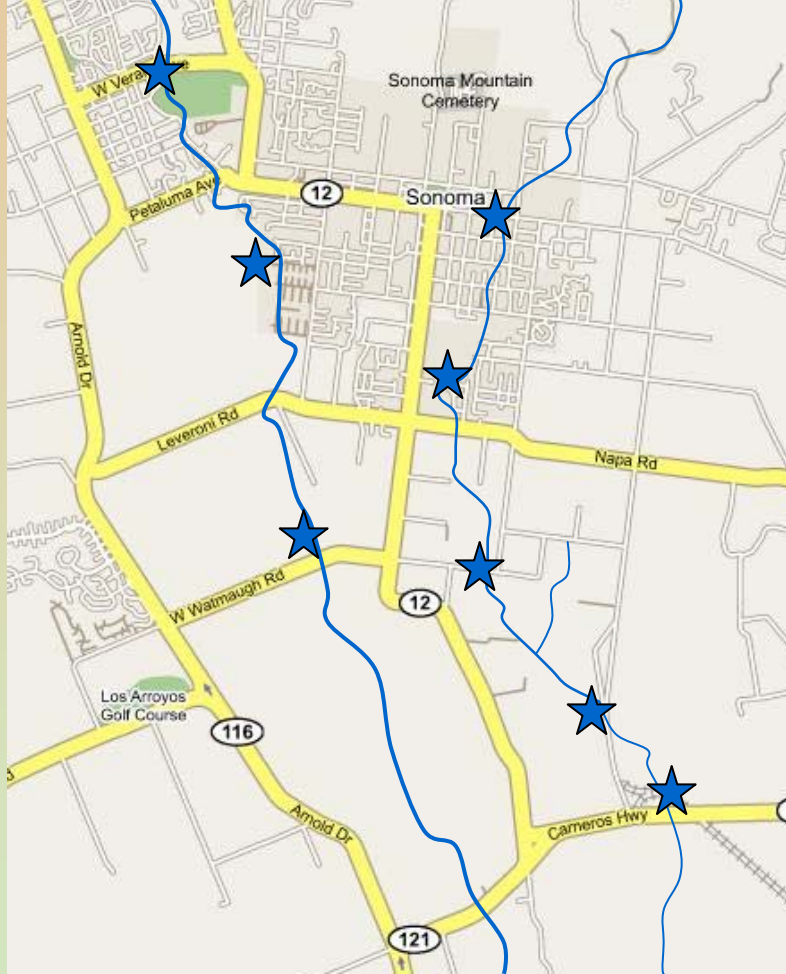 Sonoma Mountain
Cemetery
Petaluma Ave
12
Sonoma
Arnold Dr
Leveroni Rd
Napa Rd
W Watmaugh Rd
12
Los Arroyos
Golf Course
116
Arnold Dr
Carneros Hwy
121